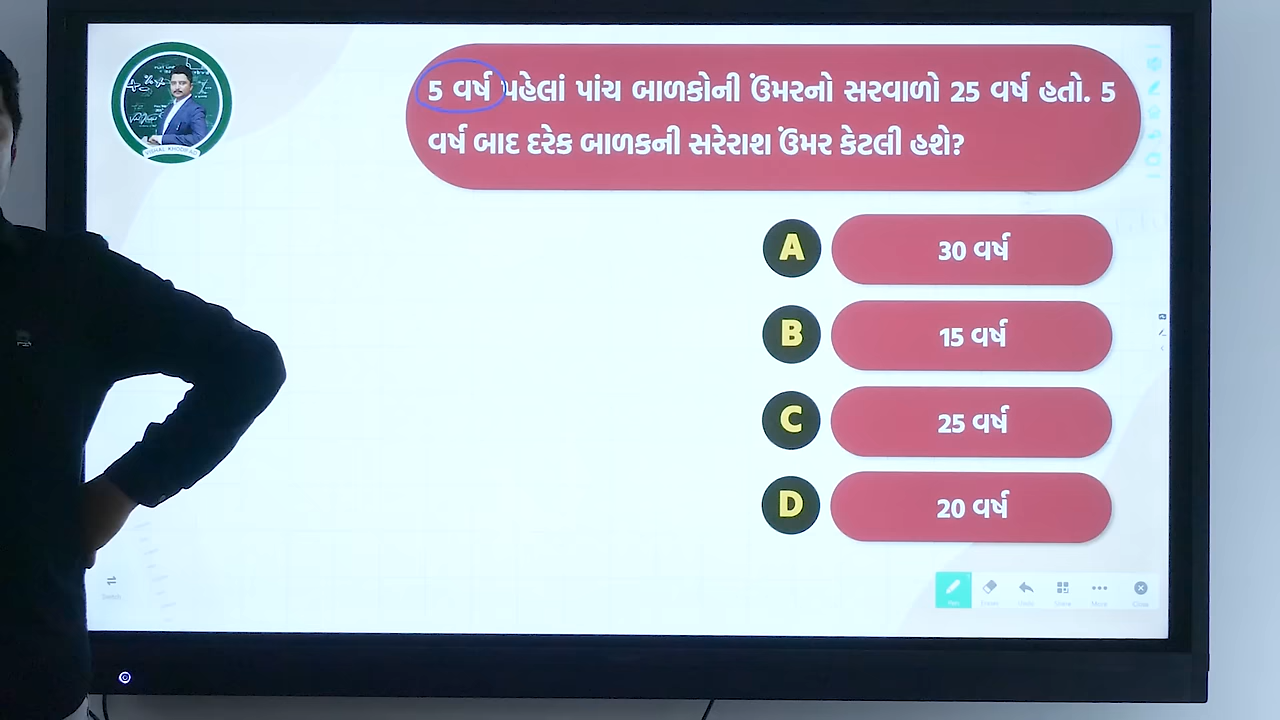 5 વર્ષ પહેલાં પાંચ બાળકોની ઉંમરનો સરવાળો 25 વર્ષ હતો. 5
વર્ષ બાદ દરેક બાળકની સરેરાશ ઉંમર કેટલી હશે?
A 30 વર્ષ
B 15 વર્ષ
C 25 વર્ષ
D 20 વર્ષ